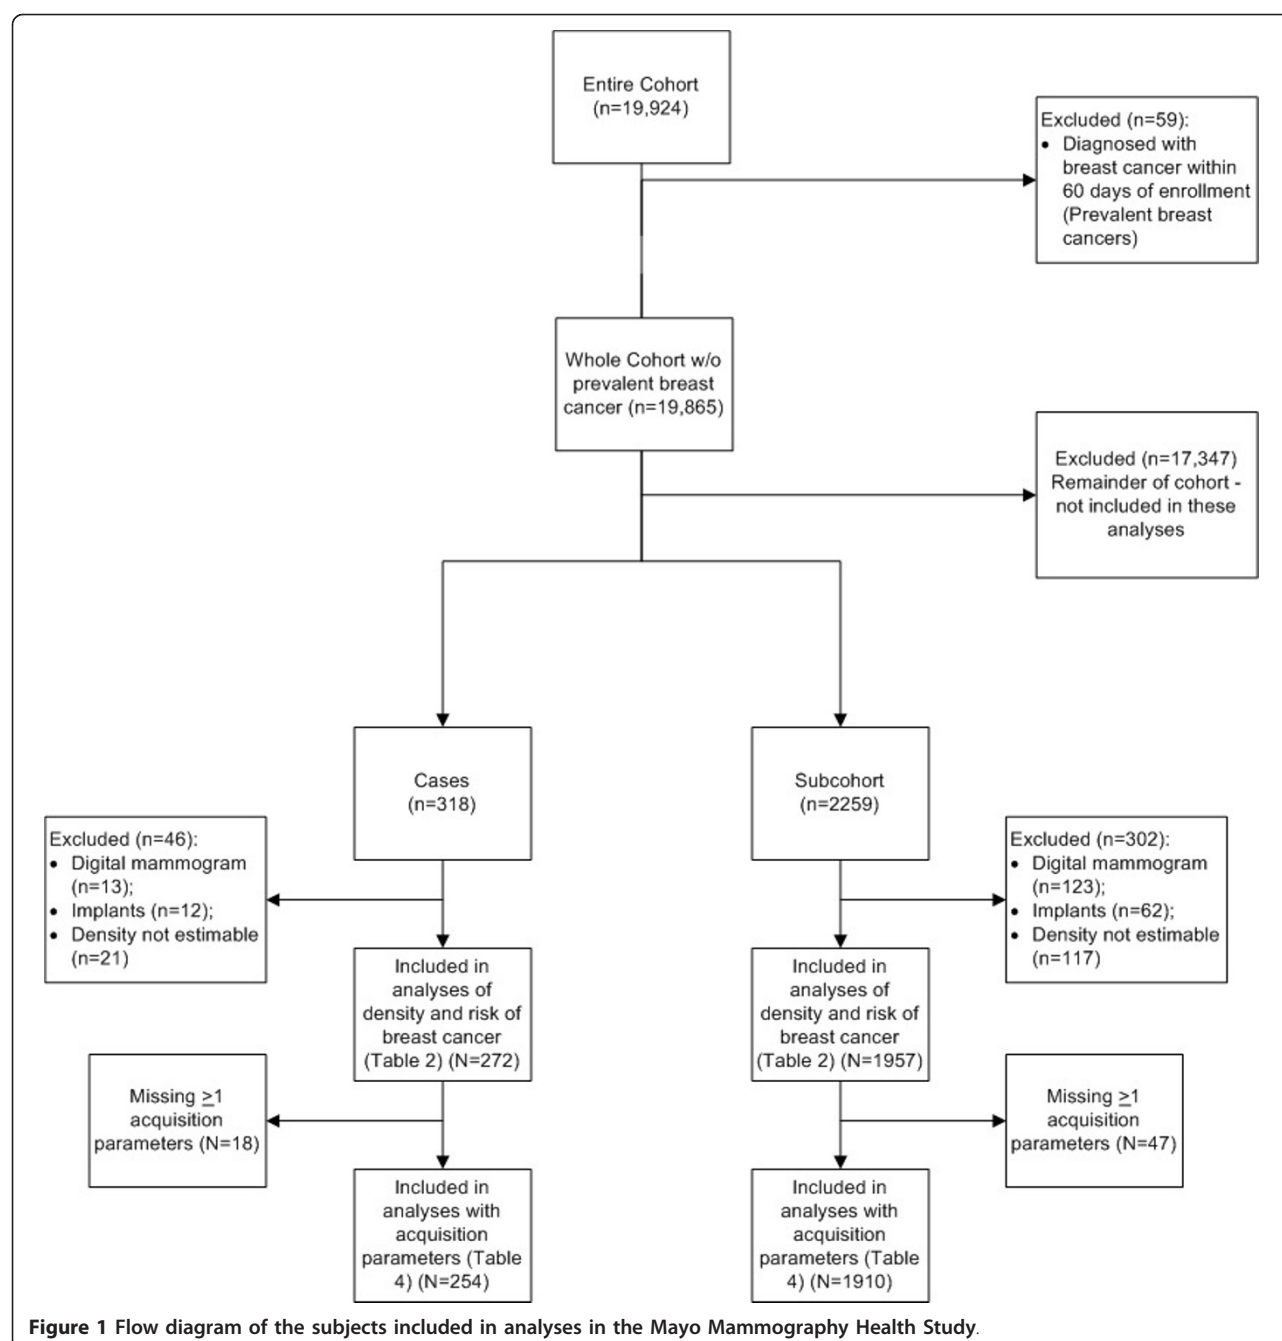 Entire Cohort
(n=19,924)
Excluded (n=59):
• Diagnosed with
breast cancer within
60 days of enrollment
(Prevalent breast
cancers)
Whole Cohort w/o
prevalent breast
cancer (n=19,865)
Excluded (n=17,347)
Remainder of cohort -
not included in these
analyses
Cases
(n=318)
Subcohort
(n=2259)
Excluded (n=46):
• Digital mammogram
(n=13);
• Implants (n=12);
• Density not estimable
(n=21)
Excluded (n=302):
• Digital mammogram
(n=123);
• Implants (n=62);
• Density not estimable
(n=117)
Included in
analyses of
density and risk of
breast cancer
(Table 2) (N=272)
Included in
analyses of
density and risk of
breast cancer
(Table 2) (N=1957)
Missing ≥1
acquisition
parameters (N=18)
Missing ≥1
acquisition
parameters (N=47)
Included in
analyses with
acquisition
parameters (Table
4) (N=254)
Included in
analyses with
acquisition
parameters (Table
4) (N=1910)
Figure 1 Flow diagram of the subjects included in analyses in the Mayo Mammography Health Study.